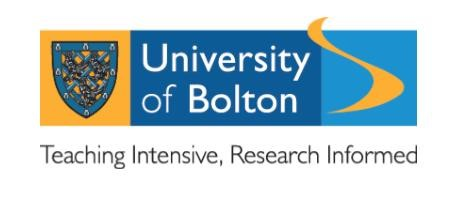 University
of Bolton
Teaching Intensive, Research Informed